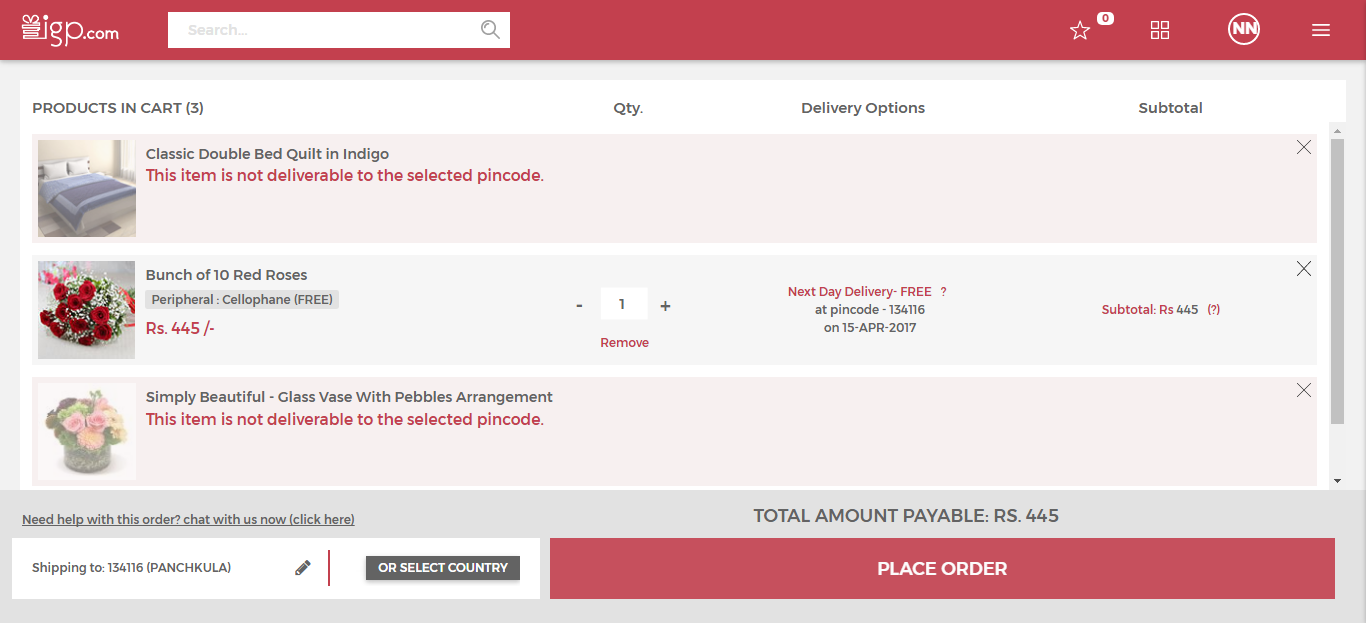 igp.com
Search...
0
NN
PRODUCTS IN CART (3)
Qty.
Delivery Options
Subtotal
Classic Double Bed Quilt in Indigo
This item is not deliverable to the selected pincode.
Bunch of 10 Red Roses
Peripheral : Cellophane (FREE)
Rs. 445 /-
- 1 +
Remove
Next Day Delivery- FREE ?
at pincode - 134116
on 15-APR-2017
Subtotal: Rs 445 (?)
Simply Beautiful - Glass Vase With Pebbles Arrangement
This item is not deliverable to the selected pincode.
Need help with this order? chat with us now (click here)
TOTAL AMOUNT PAYABLE: RS. 445
Shipping to: 134116 (PANCHKULA)
OR SELECT COUNTRY
PLACE ORDER